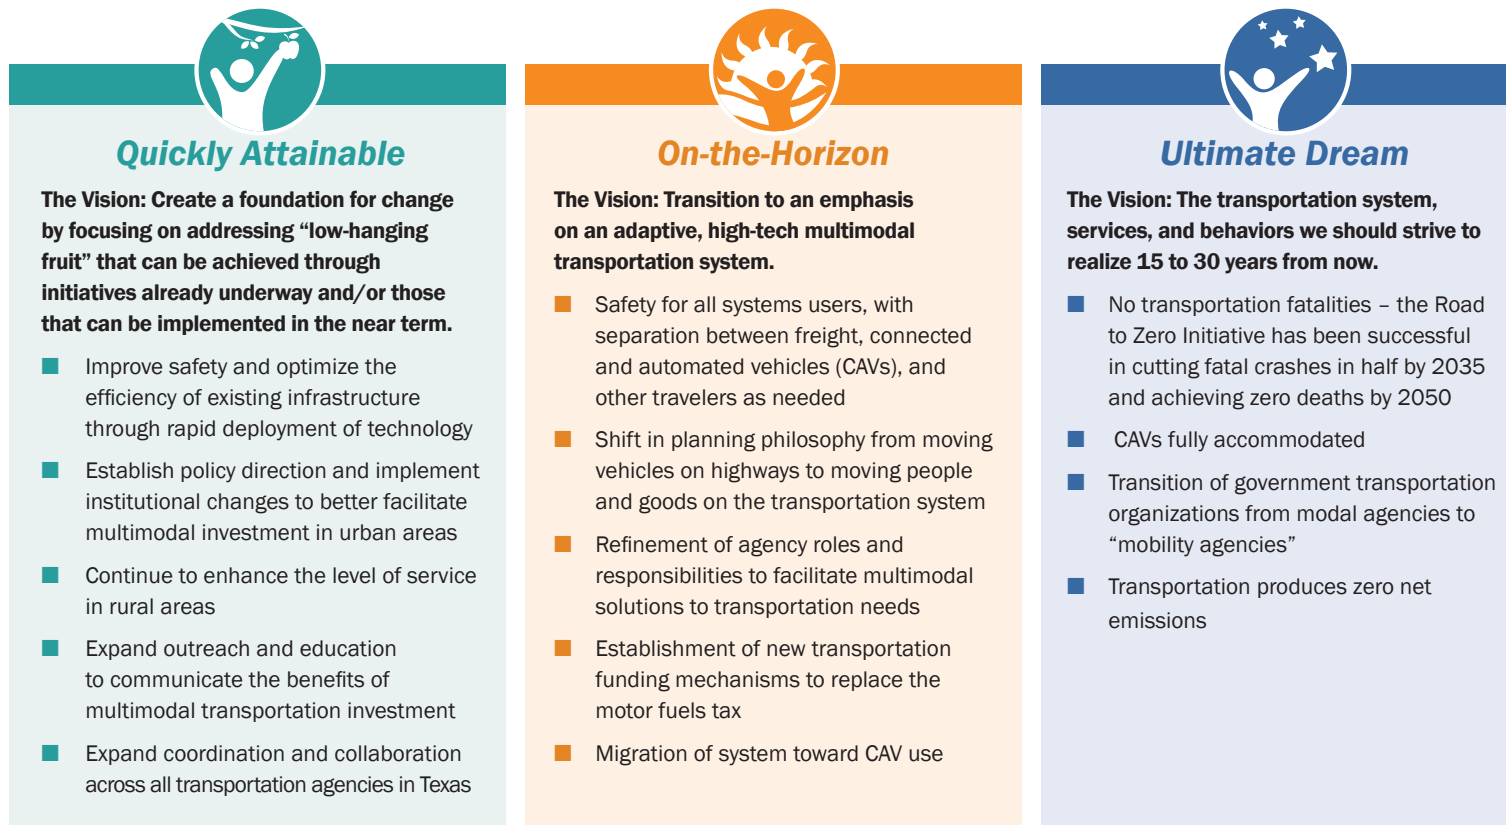 Quickly Attainable
The Vision: Create a foundation for change
by focusing on addressing “low-hanging
fruit” that can be achieved through
initiatives already underway and/or those
that can be implemented in the near term.
Improve safety and optimize the
efficiency of existing infrastructure
through rapid deployment of technology
Establish policy direction and implement
institutional changes to better facilitate
multimodal investment in urban areas
Continue to enhance the level of service
in rural areas
Expand outreach and education
to communicate the benefits of
multimodal transportation investment
Expand coordination and collaboration
across all transportation agencies in Texas
On-the-Horizon
The Vision: Transition to an emphasis
on an adaptive, high-tech multimodal
transportation system.
Safety for all systems users, with
separation between freight, connected
and automated vehicles (CAVs), and
other travelers as needed
Shift in planning philosophy from moving
vehicles on highways to moving people
and goods on the transportation system
Refinement of agency roles and
responsibilities to facilitate multimodal
solutions to transportation needs
Establishment of new transportation
funding mechanisms to replace the
motor fuels tax
Migration of system toward CAV use
Ultimate Dream
The Vision: The transportation system,
services, and behaviors we should strive to
realize 15 to 30 years from now.
No transportation fatalities – the Road
to Zero Initiative has been successful
in cutting fatal crashes in half by 2035
and achieving zero deaths by 2050
CAVs fully accommodated
Transition of government transportation
organizations from modal agencies to
“mobility agencies”
Transportation produces zero net
emissions